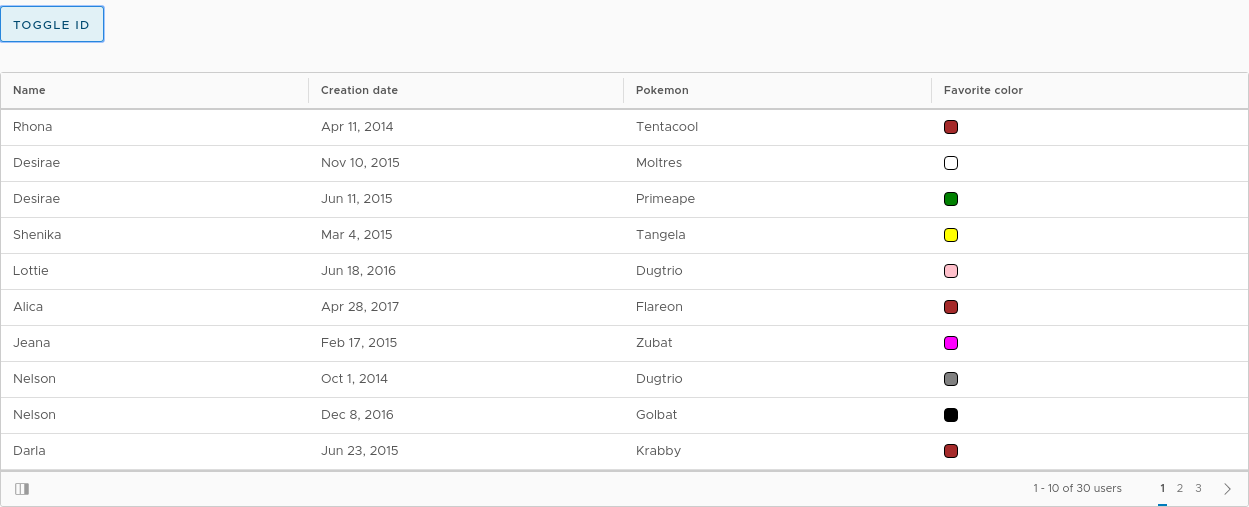 TOGGLE ID
Name Creation date Pokemon Favorite color
Rhona Apr 11, 2014 Tentacool
Desirae Nov 10, 2015 Moltres
Desirae Jun 11, 2015 Primeape
Shenika Mar 4, 2015 Tangela
Lottie Jun 18, 2016 Dugtrio
Alica Apr 28, 2017 Flareon
Jeana Feb 17, 2015 Zubat
Nelson Oct 1, 2014 Dugtrio
Nelson Dec 8, 2016 Golbat
Darla Jun 23, 2015 Krabby
1 - 10 of 30 users 1 2 3